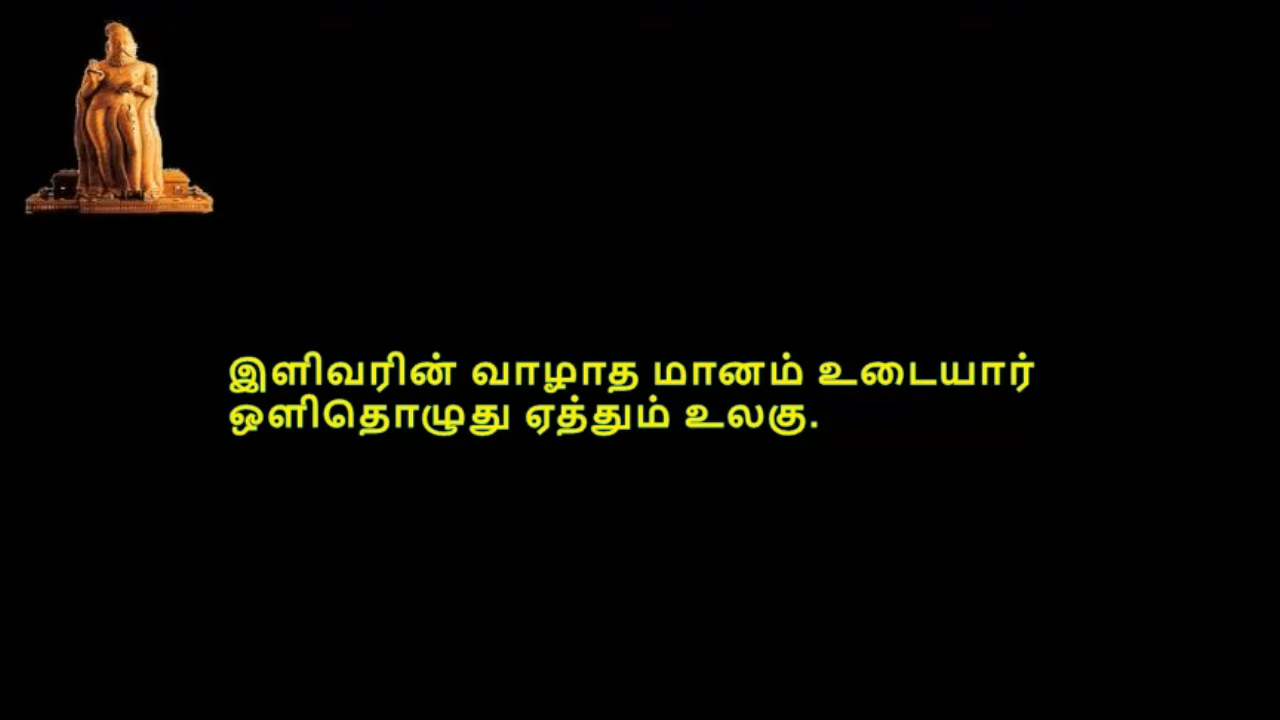 இளிவரின் வாழாத மானம் உடையார்
ஒளிதொழுது ஏத்தும் உலகு.